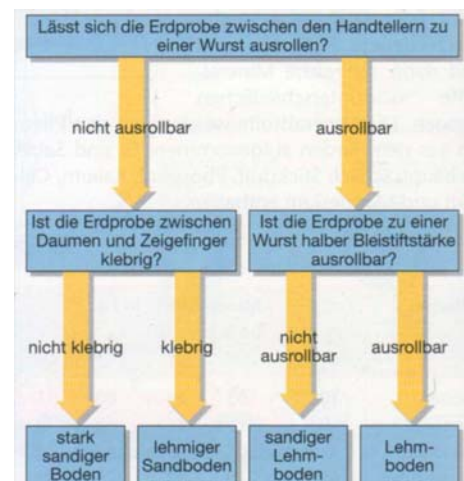 Lässt sich die Erdprobe zwischen den Handtellern zu
einer Wurst ausrollen?
nicht ausrollbar
ausrollbar
Ist die Erdprobe zwischen
Daumen und Zeigefinger
klebrig?
Ist die Erdprobe zu einer
Wurst halber Bleistiftstärke
ausrollbar?
nicht klebrig
klebrig
nicht
ausrollbar
ausrollbar
stark
sandiger
Boden
lehmiger
Sandboden
sandiger
Lehm-
boden
Lehm-
boden